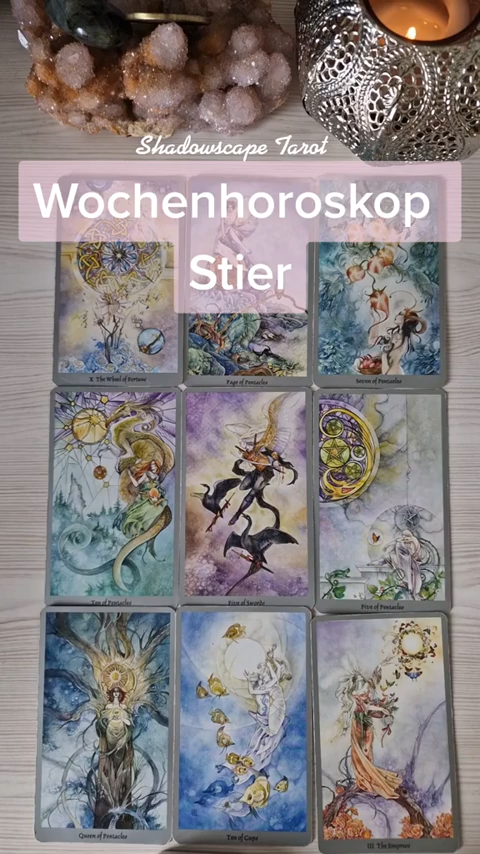 Shadowscape Tarot
Wochenhoroskop
Stier
X The Wheel of Fortune
Page of Pentacles
Seven of Pentacles
Ten of Pentacles
Five of Swords
Five of Pentacles
Queen of Pentacles
Ten of Cups
III The Empress